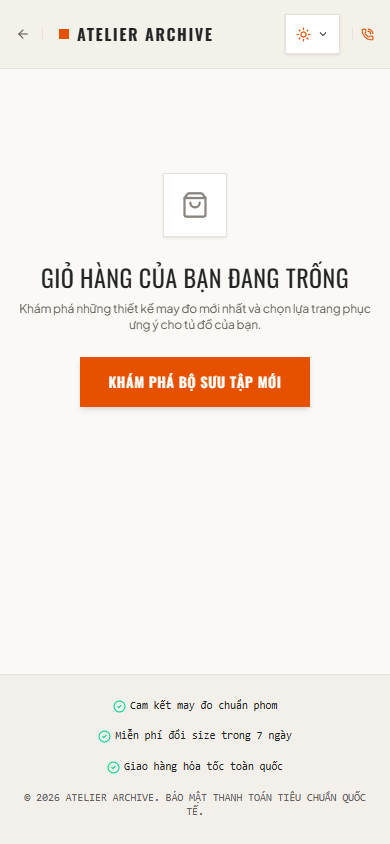 ATELIER ARCHIVE
GIỎ HÀNG CỦA BẠN ĐANG TRỐNG
Khám phá những thiết kế may đo mới nhất và chọn lựa trang phục
ưng ý cho tủ đồ của bạn.
KHÁM PHÁ BỘ SƯU TẬP MỚI
Cam kết may đo chuẩn phom
Miễn phí đổi size trong 7 ngày
Giao hàng hỏa tốc toàn quốc
© 2026 ATELIER ARCHIVE. BẢO MẬT THANH TOÁN TIÊU CHUẨN QUỐC
TẾ.